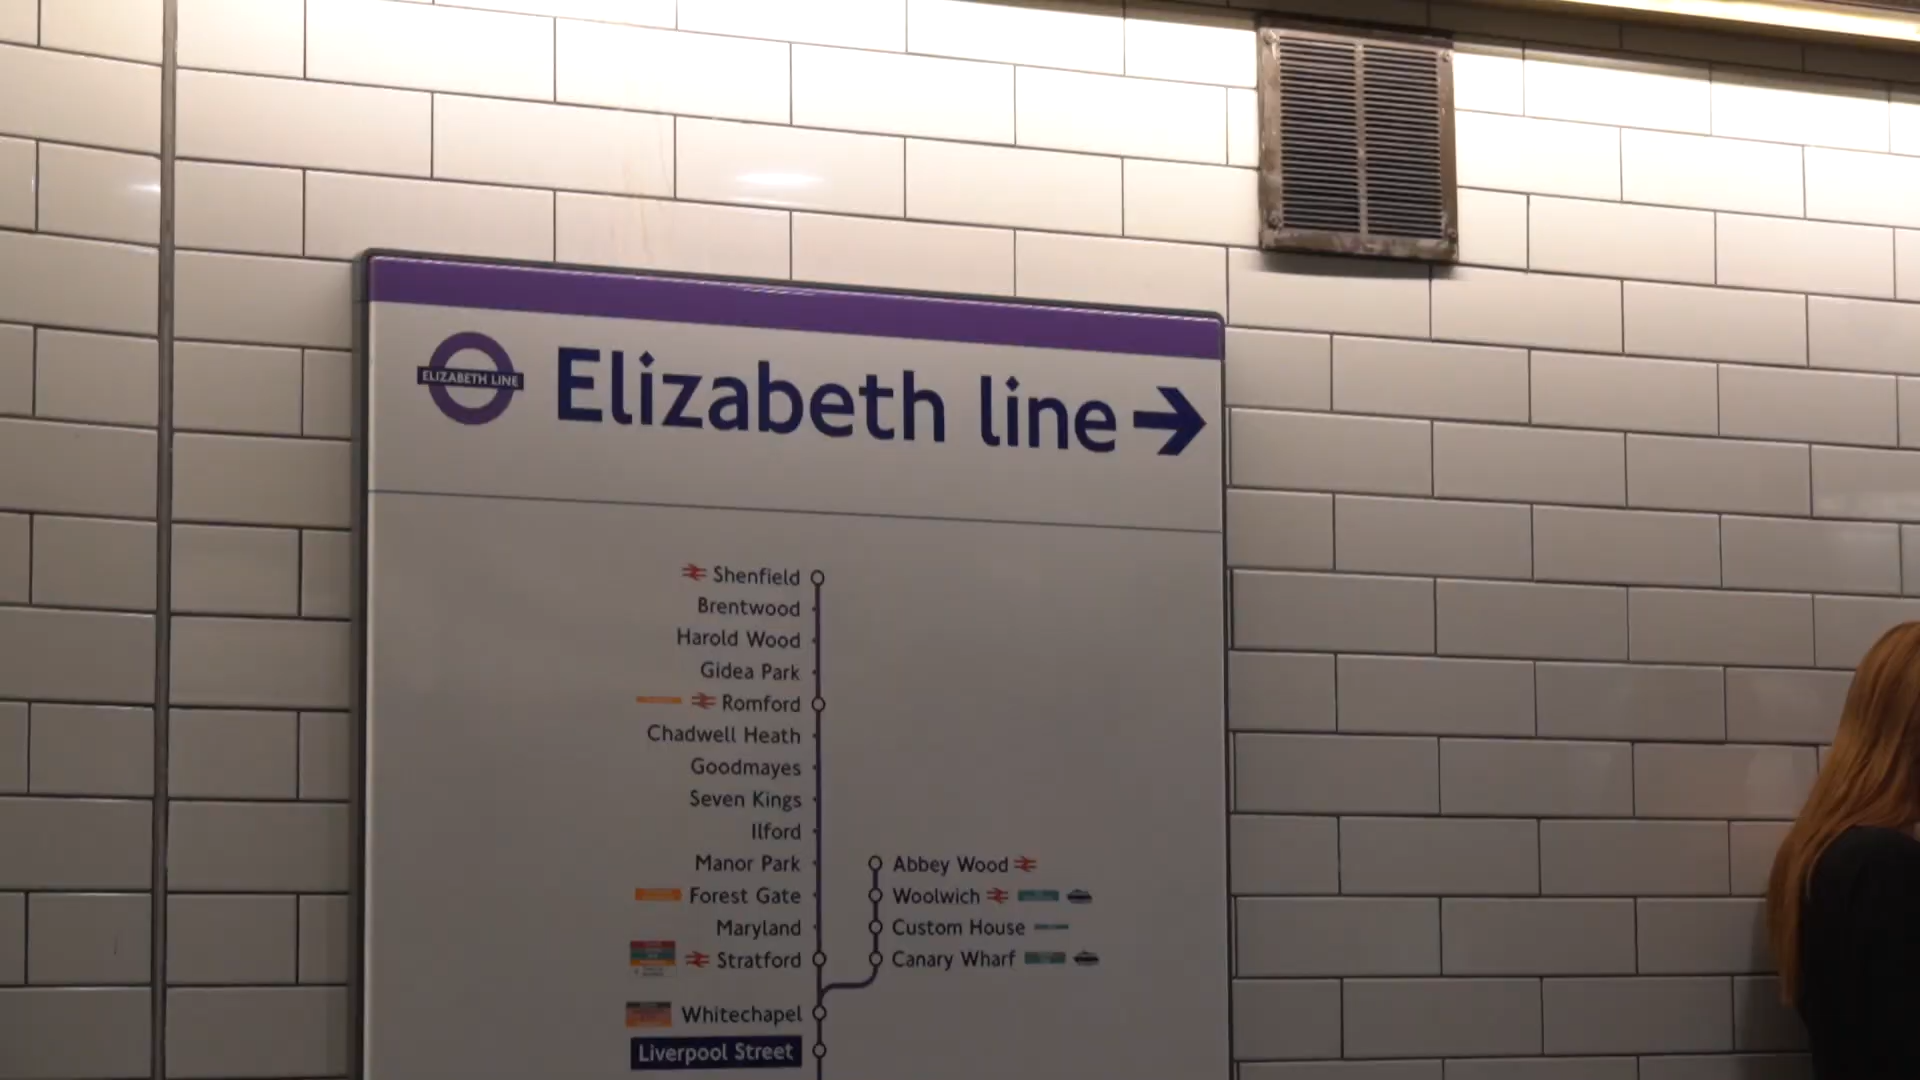 ELIZABETH LINE
Elizabeth line
Shenfield
Brentwood
Harold Wood
Gidea Park
Romford
Chadwell Heath
Goodmayes
Seven Kings
Ilford
Manor Park
Abbey Wood
Forest Gate
Woolwich
Maryland
Custom House
Stratford
Canary Wharf
Whitechapel
Liverpool Street